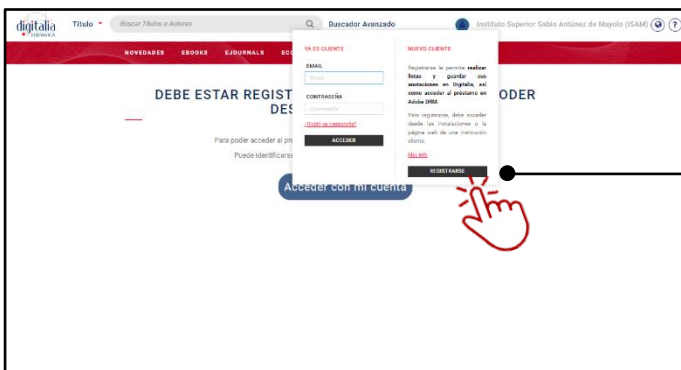 digitalia
HISPÁNICA
Título
Buscar Títulos o Autores
Buscador Avanzado
Instituto Superior Sabio Antúnez de Mayolo (ISAM)
?
NOVEDADES EBOOKS EJOURNALS
YA ES CLIENTE
EMAIL
Email
CONTRASEÑA
Contraseña
¿Olvidó su contraseña?
ACCEDER
NUEVO CLIENTE
Registrarse le permite realizar
listas y guardar sus
anotaciones en Digitalia, así
como acceder al préstamo en
Adobe DRM.
Para registrarse, debe acceder
desde las instalaciones o la
página web de una institución
cliente.
Más info
REGISTRARSE
DEBE ESTAR REGIST ODER
DES
Para poder acceder al pr
Puede identificarse
Acceder con mi cuenta